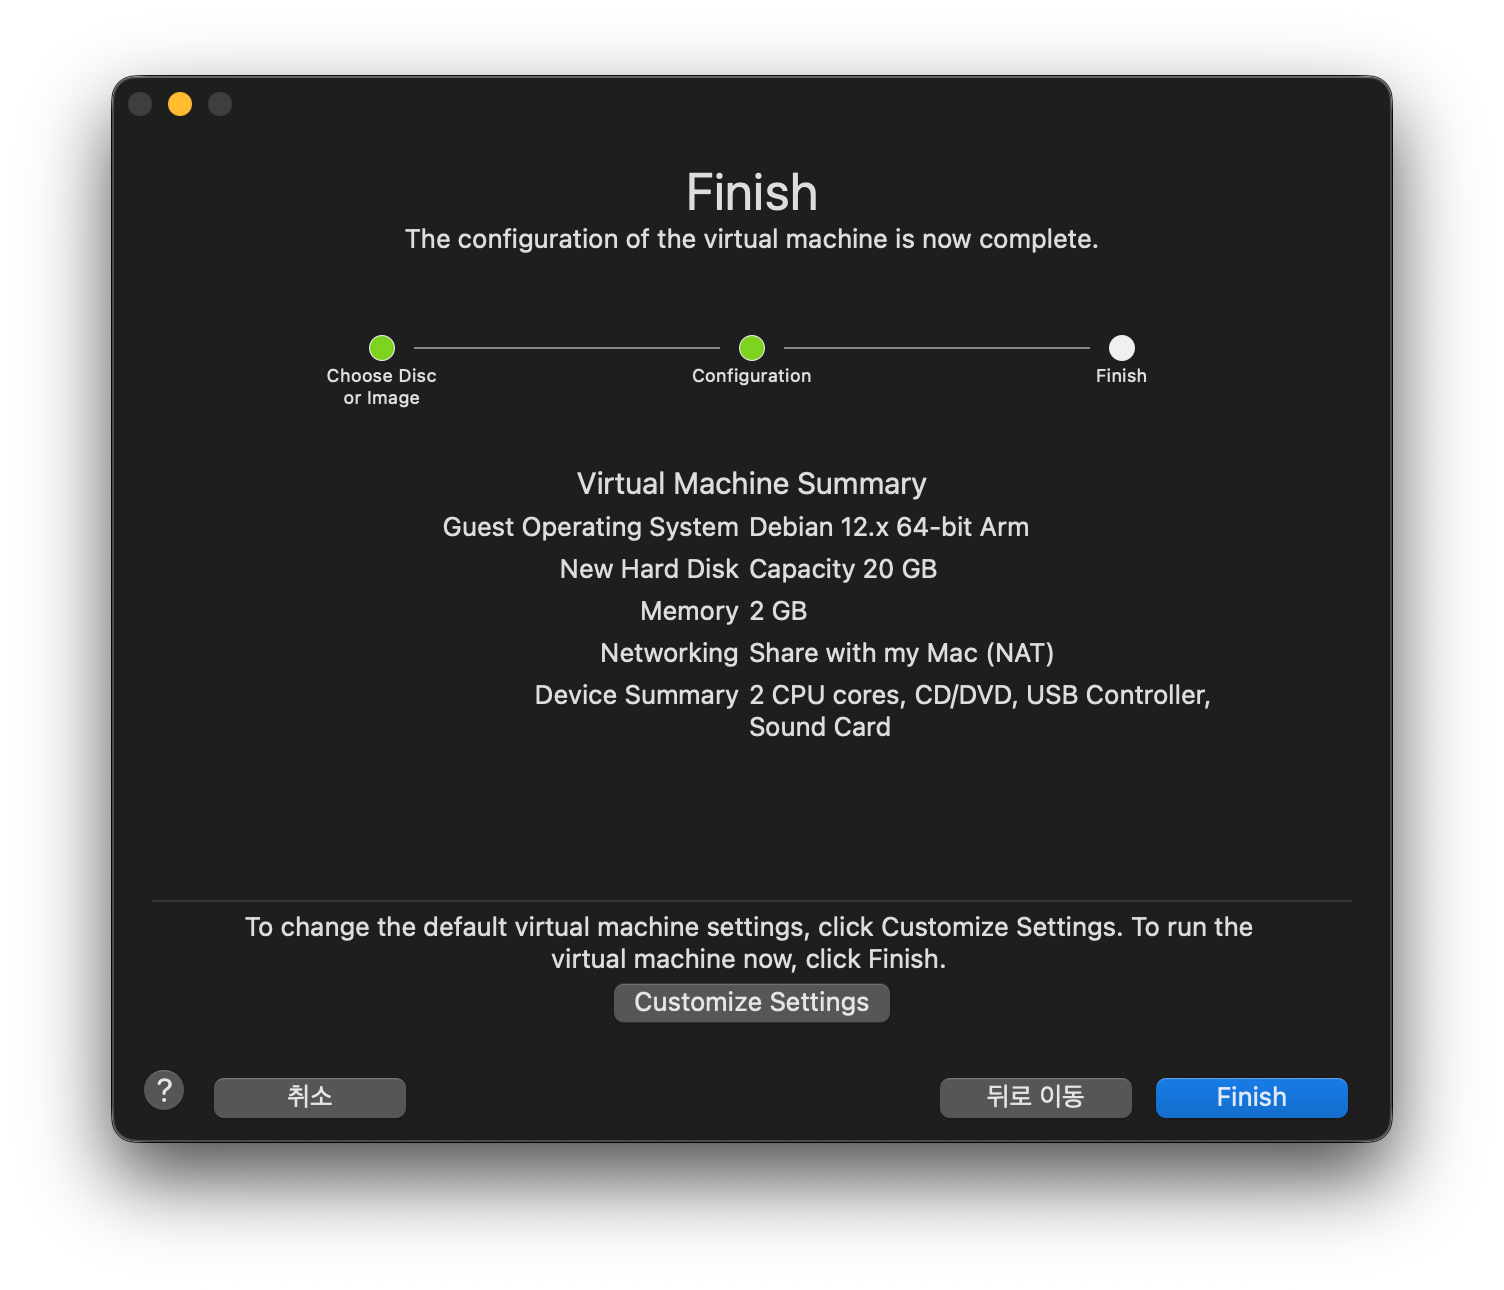 Finish
The configuration of the virtual machine is now complete.
Choose Disc
or Image
Configuration
Finish
Virtual Machine Summary
Guest Operating System Debian 12.x 64-bit Arm
New Hard Disk Capacity 20 GB
Memory 2 GB
Networking Share with my Mac (NAT)
Device Summary 2 CPU cores, CD/DVD, USB Controller,
Sound Card
To change the default virtual machine settings, click Customize Settings. To run the
virtual machine now, click Finish.
Customize Settings
? 취소 뒤로 이동 Finish